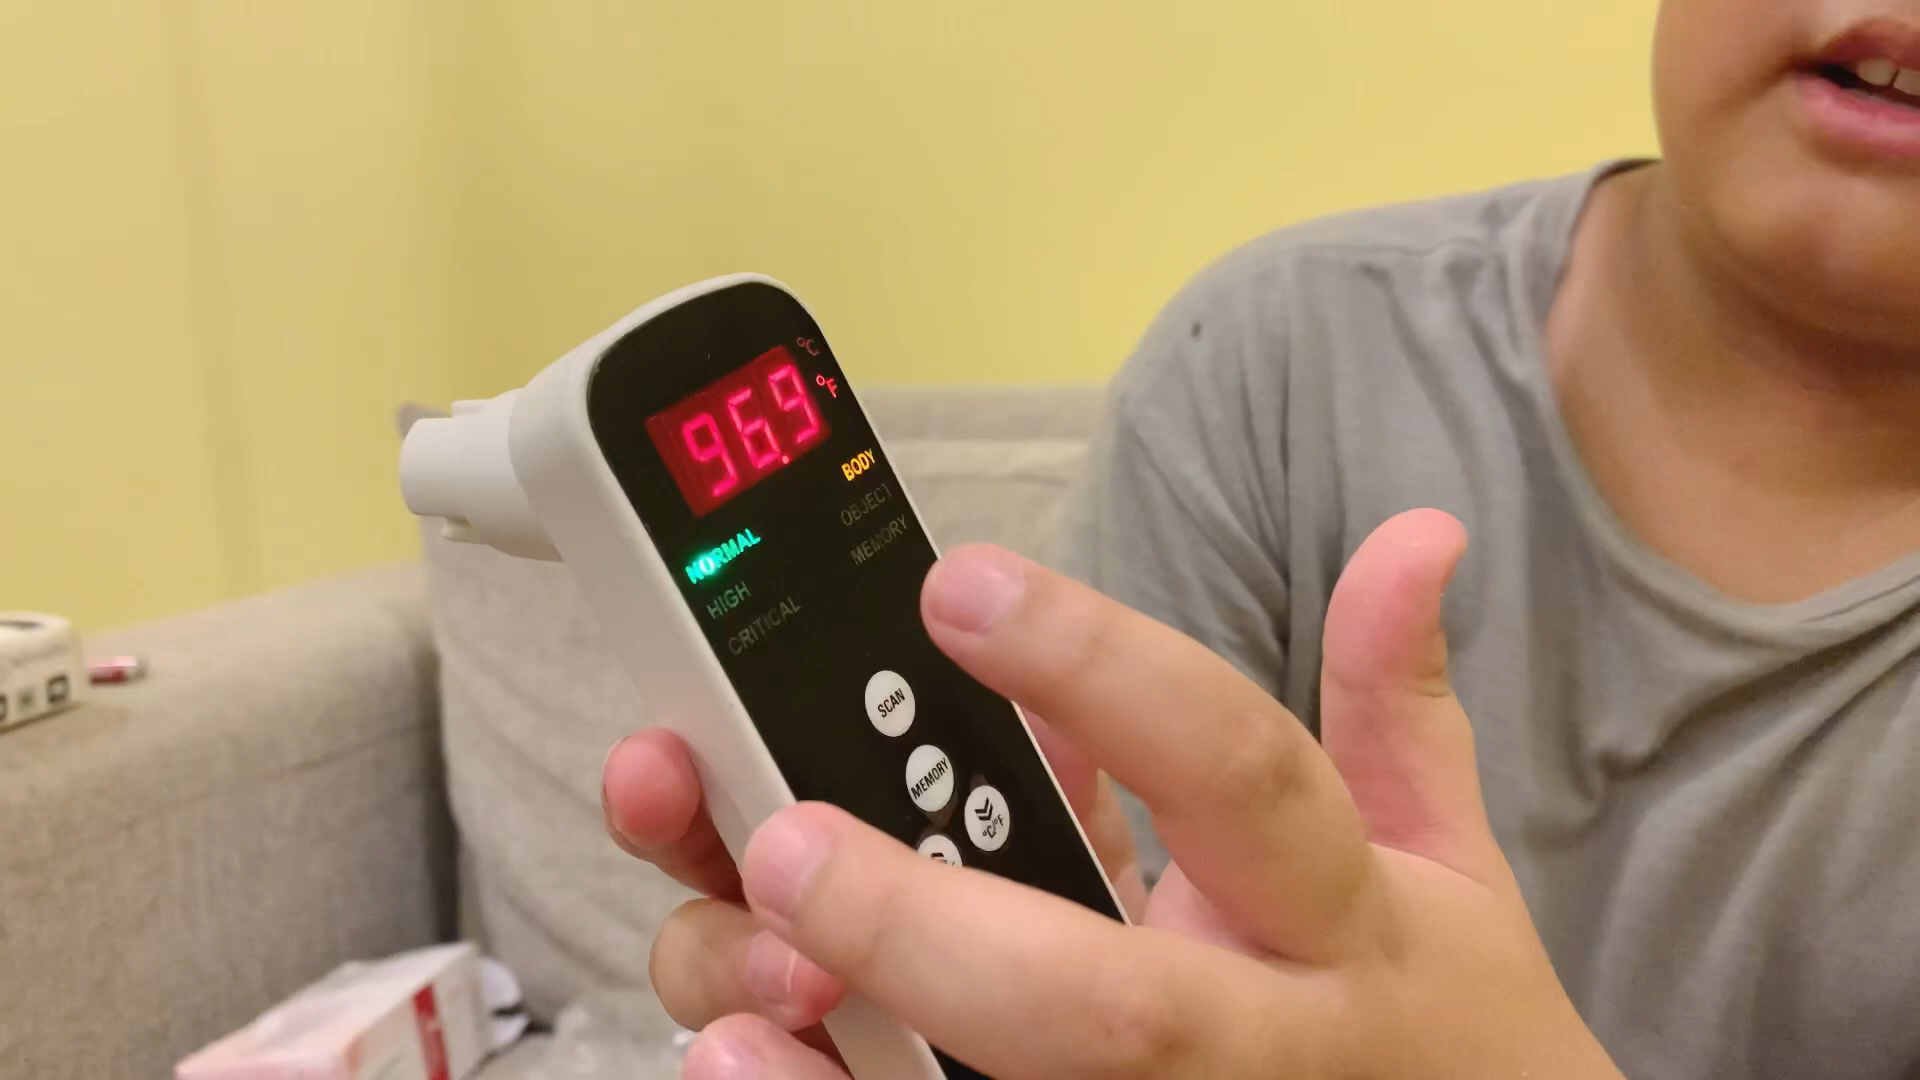 °C
96.9 °F
BODY
OBJECT
MEMORY
NORMAL
HIGH
CRITICAL
SCAN
MEMORY
°C/°F